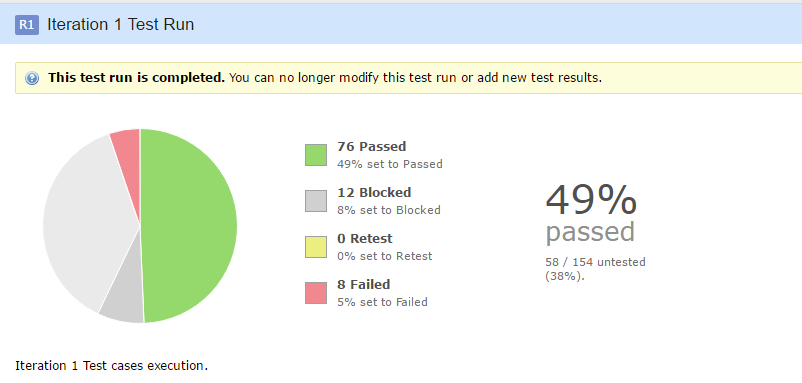 R1 Iteration 1 Test Run
This test run is completed. You can no longer modify this test run or add new test results.
76 Passed
49% set to Passed
12 Blocked
8% set to Blocked
0 Retest
0% set to Retest
8 Failed
5% set to Failed
49%
passed
58 / 154 untested
(38%).
Iteration 1 Test cases execution.